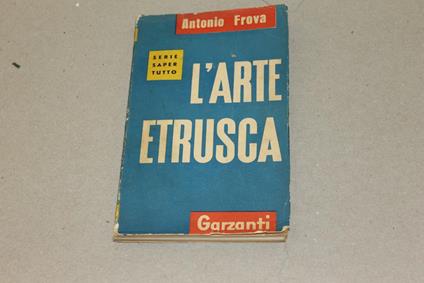 Antonio Frova
SERIE
SAPER
TUTTO
L'ARTE
ETRUSCA
Garzanti